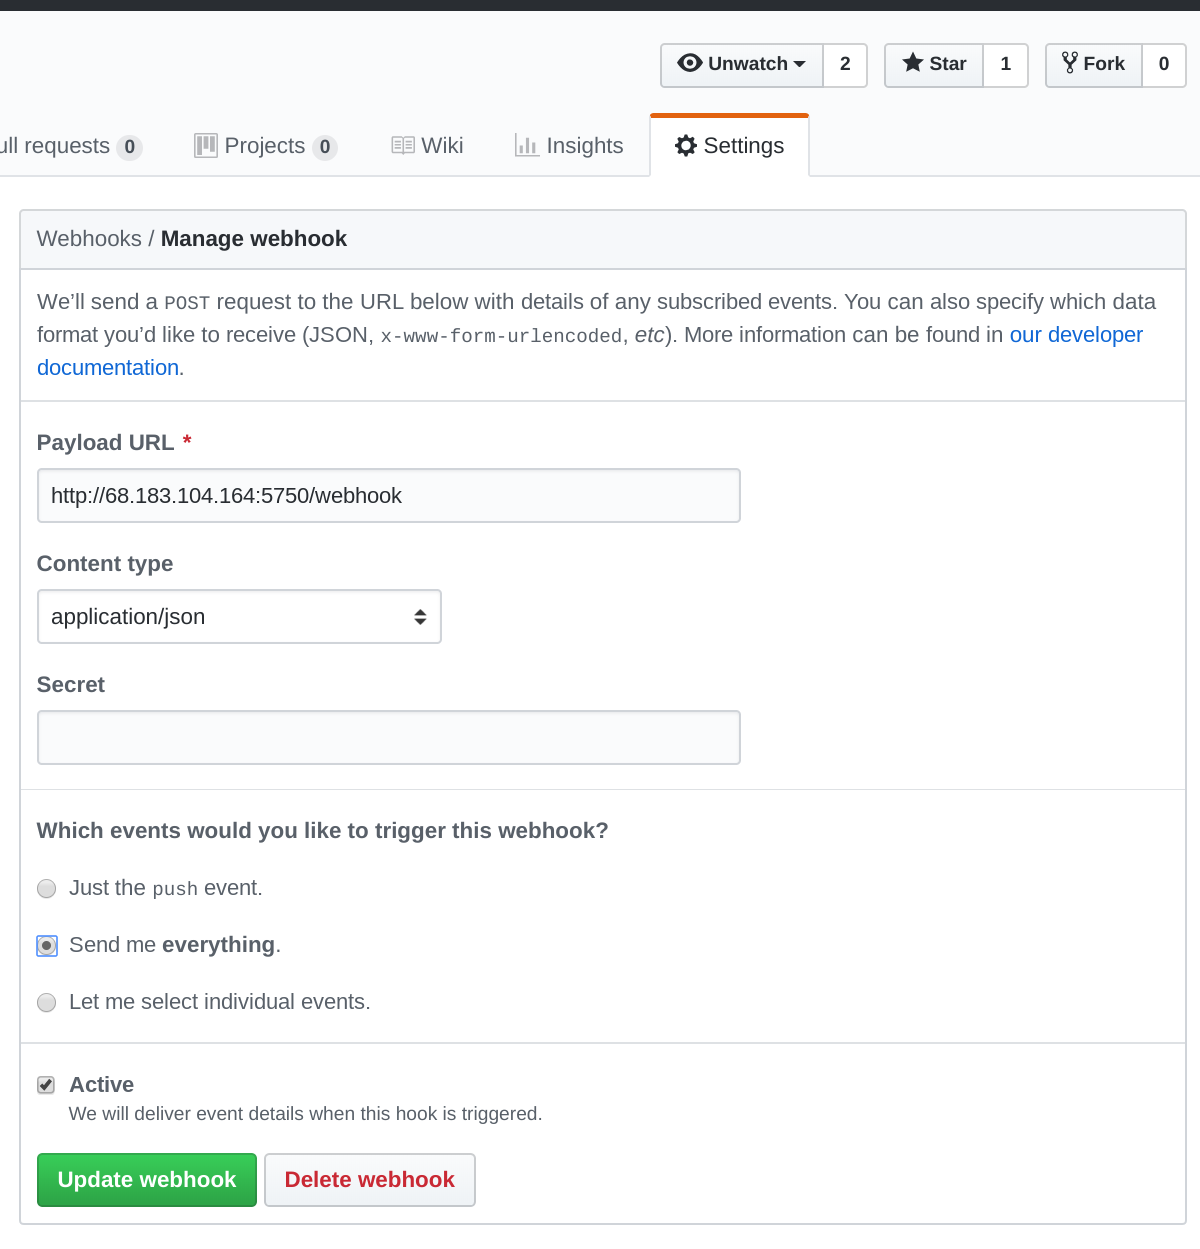 Unwatch 2 Star 1 Fork 0
ull requests 0 Projects 0 Wiki Insights Settings
Webhooks / Manage webhook
We’ll send a POST request to the URL below with details of any subscribed events. You can also specify which data
format you’d like to receive (JSON, x-www-form-urlencoded, etc). More information can be found in our developer
documentation.
Payload URL *
http://68.183.104.164:5750/webhook
Content type
application/json
Secret
Which events would you like to trigger this webhook?
Just the push event.
Send me everything.
Let me select individual events.
Active
We will deliver event details when this hook is triggered.
Update webhook Delete webhook